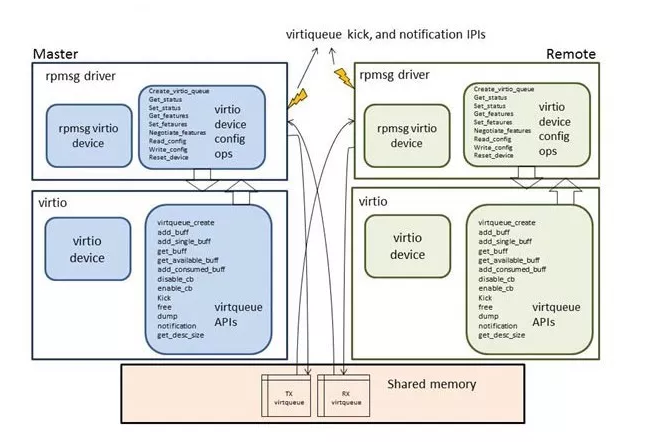 virtiqueue kick, and notification IPIs
Master
Remote
rpmsg driver
rpmsg virtio
device
Create_virtio_queue
Get_status
Set_status
Get_features
Set_fetaures
Negotiate_features
Read_config
Write_config
Reset_device
virtio
device
config
ops
rpmsg driver
rpmsg virtio
device
Create_virtio_queue
Get_status
Set_status
Get_features
Set_fetaures
Negotiate_features
Read_config
Write_config
Reset_device
virtio
device
config
ops
virtio
virtio
device
virtqueue_create
add_buff
add_single_buff
get_buff
get_available_buff
add_consumed_buff
disable_cb
enable_cb
Kick
free
dump
notification
get_desc_size
virtqueue
APIs
virtio
virtio
device
virtqueue_create
add_buff
add_single_buff
get_buff
get_available_buff
add_consumed_buff
disable_cb
enable_cb
Kick
free
dump
notification
get_desc_size
virtqueue
APIs
TX
virtqueue
RX
virtqueue
Shared memory